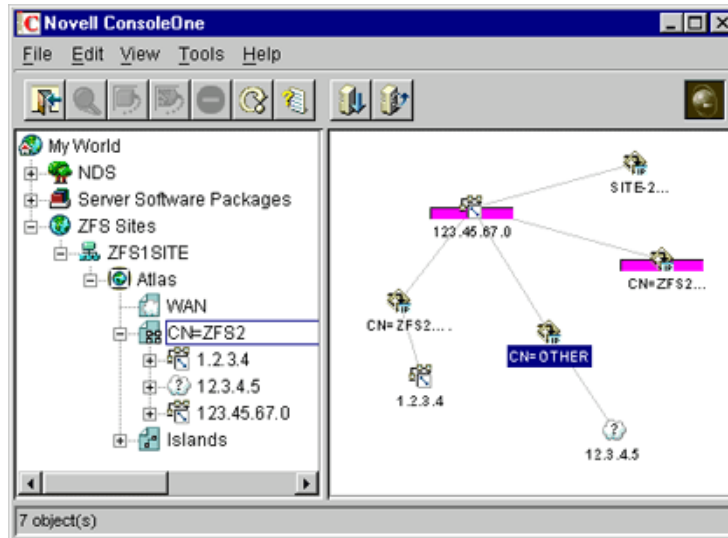 Novell ConsoleOne
File Edit View Tools Help
My World
NDS
Server Software Packages
ZFS Sites
ZFS1SITE
Atlas
WAN
CN=ZFS2
1.2.3.4
12.3.4.5
123.45.67.0
Islands
SITE-2...
123.45.67.0
CN=ZFS2...
CN=ZFS2....
CN=OTHER
1.2.3.4
12.3.4.5
7 object(s)